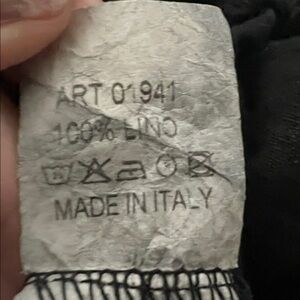 ART 01941
100% LINO
MADE IN ITALY